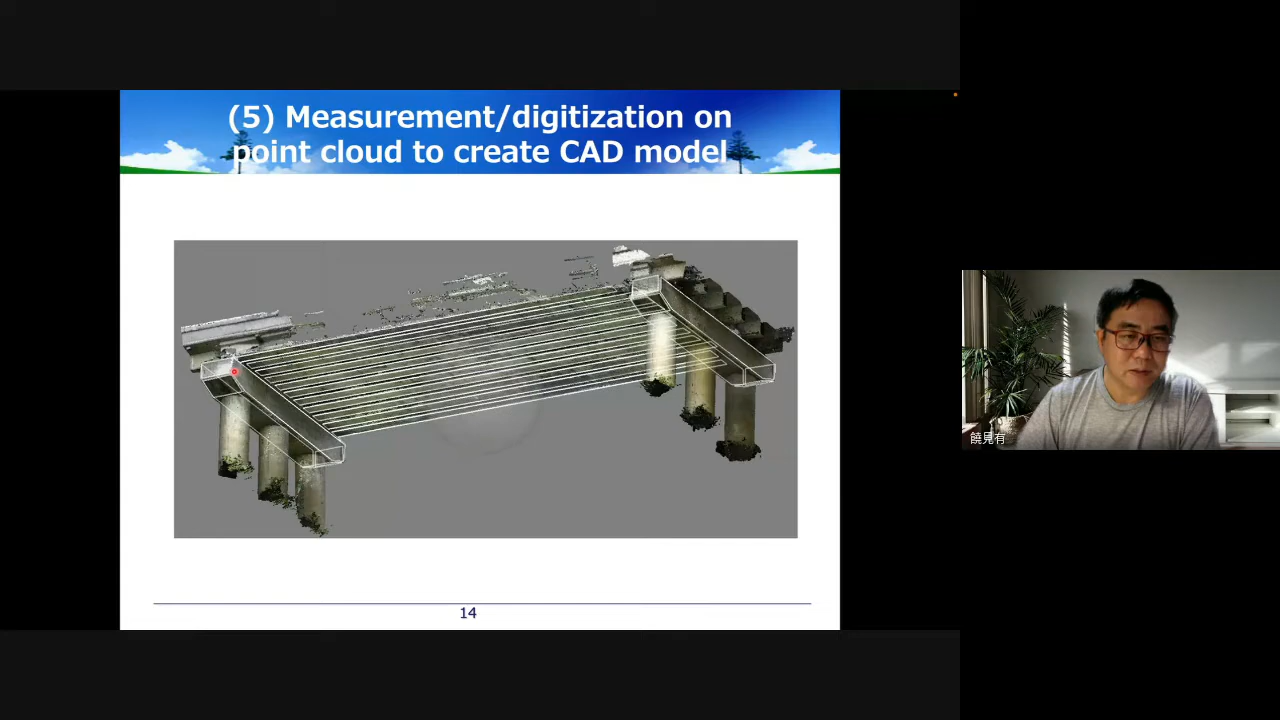 (5) Measurement/digitization on
point cloud to create CAD model
14
饒見有